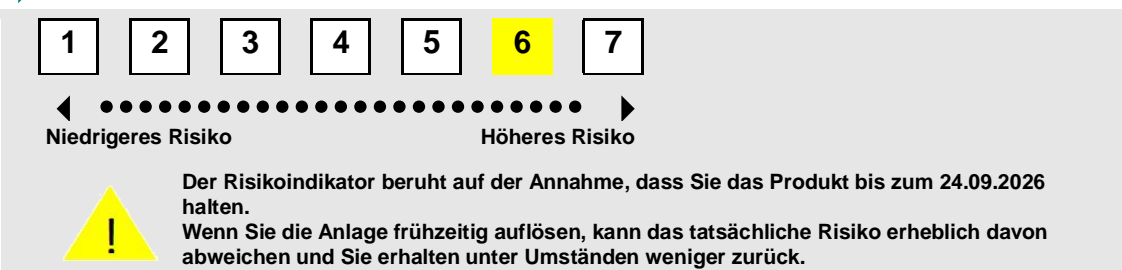 1 2 3 4 5 6 7
Niedrigeres Risiko Höheres Risiko
Der Risikoindikator beruht auf der Annahme, dass Sie das Produkt bis zum 24.09.2026
halten.
!
Wenn Sie die Anlage frühzeitig auflösen, kann das tatsächliche Risiko erheblich davon
abweichen und Sie erhalten unter Umständen weniger zurück.